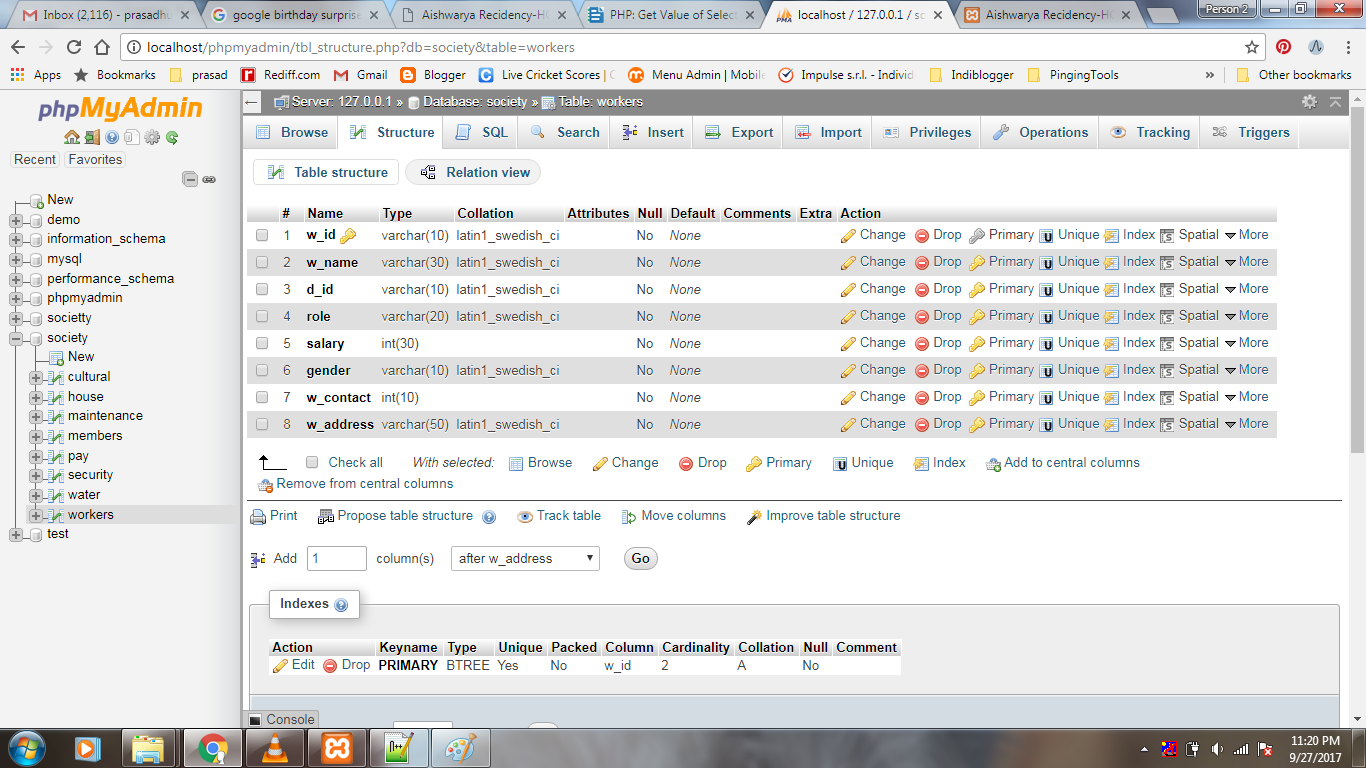 Inbox (2,116) - prasadhu
google birthday surprise
Aishwarya Recidency-HO
PHP: Get Value of Select
localhost / 127.0.0.1 / so
Aishwarya Recidency-HO
Person 2
localhost/phpmyadmin/tbl_structure.php?db=society&table=workers
Apps Bookmarks prasad Rediff.com Gmail Blogger Live Cricket Scores | C Menu Admin | Mobile Impulse s.r.l. - Individ Indiblogger PingingTools » Other bookmarks
phpMyAdmin
Recent Favorites
New
demo
information_schema
mysql
performance_schema
phpmyadmin
societty
society
New
cultural
house
maintenance
members
pay
security
water
workers
test
Server: 127.0.0.1 » Database: society » Table: workers
Browse Structure SQL Search Insert Export Import Privileges Operations Tracking Triggers
Table structure Relation view
# Name Type Collation Attributes Null Default Comments Extra Action
1 w_id varchar(10) latin1_swedish_ci No None Change Drop Primary Unique Index Spatial More
2 w_name varchar(30) latin1_swedish_ci No None Change Drop Primary Unique Index Spatial More
3 d_id varchar(10) latin1_swedish_ci No None Change Drop Primary Unique Index Spatial More
4 role varchar(20) latin1_swedish_ci No None Change Drop Primary Unique Index Spatial More
5 salary int(30) No None Change Drop Primary Unique Index Spatial More
6 gender varchar(10) latin1_swedish_ci No None Change Drop Primary Unique Index Spatial More
7 w_contact int(10) No None Change Drop Primary Unique Index Spatial More
8 w_address varchar(50) latin1_swedish_ci No None Change Drop Primary Unique Index Spatial More
Check all With selected: Browse Change Drop Primary Unique Index Add to central columns
Remove from central columns
Print Propose table structure Track table Move columns Improve table structure
Add 1 column(s) after w_address Go
Indexes
Action Keyname Type Unique Packed Column Cardinality Collation Null Comment
Edit Drop PRIMARY BTREE Yes No w_id 2 A No
Console
11:20 PM
9/27/2017